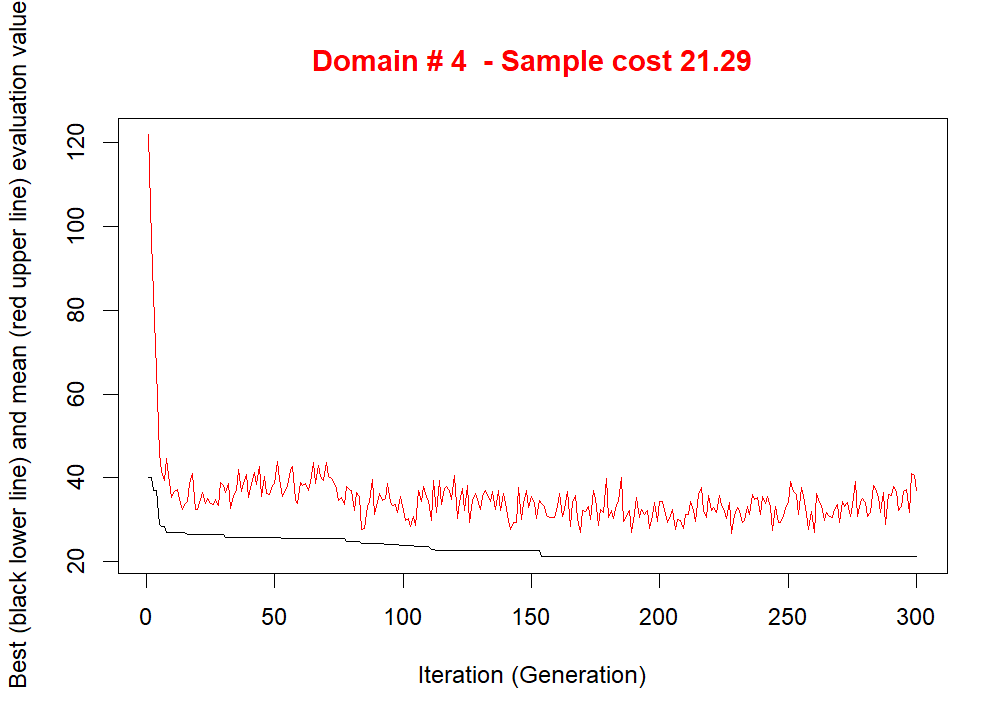 Domain # 4  - Sample cost 21.29
Best (black lower line) and mean (red upper line) evaluation value
120
100
80
60
40
20
0 50 100 150 200 250 300
Iteration (Generation)